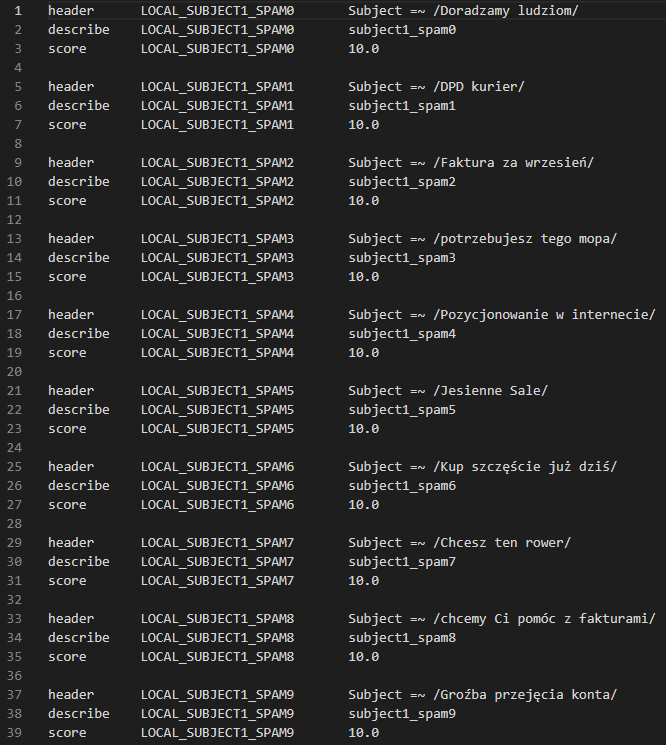 1 header LOCAL_SUBJECT1_SPAM0 Subject =~ /Doradzamy ludziom/
2 describe LOCAL_SUBJECT1_SPAM0 subject1_spam0
3 score LOCAL_SUBJECT1_SPAM0 10.0
4
5 header LOCAL_SUBJECT1_SPAM1 Subject =~ /DPD kurier/
6 describe LOCAL_SUBJECT1_SPAM1 subject1_spam1
7 score LOCAL_SUBJECT1_SPAM1 10.0
8
9 header LOCAL_SUBJECT1_SPAM2 Subject =~ /Faktura za wrzesień/
10 describe LOCAL_SUBJECT1_SPAM2 subject1_spam2
11 score LOCAL_SUBJECT1_SPAM2 10.0
12
13 header LOCAL_SUBJECT1_SPAM3 Subject =~ /potrzebujesz tego mopa/
14 describe LOCAL_SUBJECT1_SPAM3 subject1_spam3
15 score LOCAL_SUBJECT1_SPAM3 10.0
16
17 header LOCAL_SUBJECT1_SPAM4 Subject =~ /Pozycjonowanie w internecie/
18 describe LOCAL_SUBJECT1_SPAM4 subject1_spam4
19 score LOCAL_SUBJECT1_SPAM4 10.0
20
21 header LOCAL_SUBJECT1_SPAM5 Subject =~ /Jesienne Sale/
22 describe LOCAL_SUBJECT1_SPAM5 subject1_spam5
23 score LOCAL_SUBJECT1_SPAM5 10.0
24
25 header LOCAL_SUBJECT1_SPAM6 Subject =~ /Kup szczęście już dziś/
26 describe LOCAL_SUBJECT1_SPAM6 subject1_spam6
27 score LOCAL_SUBJECT1_SPAM6 10.0
28
29 header LOCAL_SUBJECT1_SPAM7 Subject =~ /Chcesz ten rower/
30 describe LOCAL_SUBJECT1_SPAM7 subject1_spam7
31 score LOCAL_SUBJECT1_SPAM7 10.0
32
33 header LOCAL_SUBJECT1_SPAM8 Subject =~ /chcemy Ci pomóc z fakturami/
34 describe LOCAL_SUBJECT1_SPAM8 subject1_spam8
35 score LOCAL_SUBJECT1_SPAM8 10.0
36
37 header LOCAL_SUBJECT1_SPAM9 Subject =~ /Groźba przejęcia konta/
38 describe LOCAL_SUBJECT1_SPAM9 subject1_spam9
39 score LOCAL_SUBJECT1_SPAM9 10.0